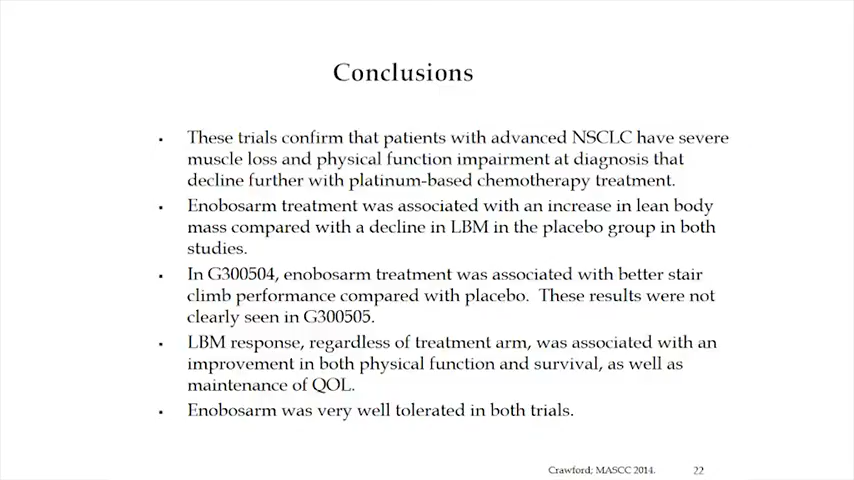 Conclusions
▪ These trials confirm that patients with advanced NSCLC have severe
muscle loss and physical function impairment at diagnosis that
decline further with platinum-based chemotherapy treatment.
▪ Enobosarm treatment was associated with an increase in lean body
mass compared with a decline in LBM in the placebo group in both
studies.
▪ In G300504, enobosarm treatment was associated with better stair
climb performance compared with placebo.  These results were not
clearly seen in G300505.
▪ LBM response, regardless of treatment arm, was associated with an
improvement in both physical function and survival, as well as
maintenance of QOL.
▪ Enobosarm was very well tolerated in both trials.
Crawford; MASCC 2014. 22